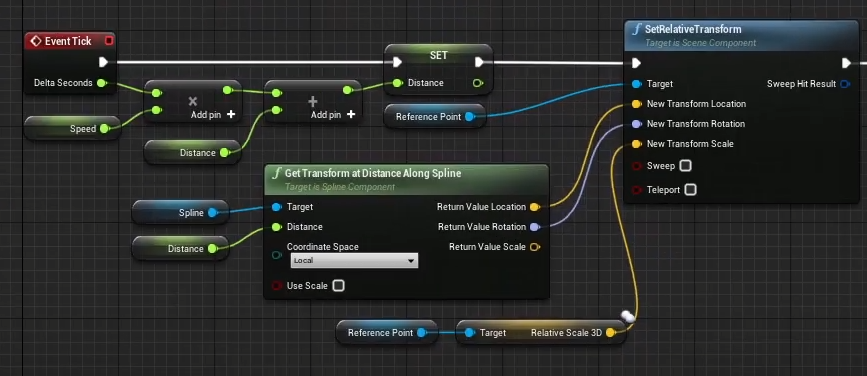 Event Tick
Delta Seconds
Speed
× Add pin +
Distance
+ Add pin +
SET
Distance
Reference Point
SetRelativeTransform
Target is Scene Component
Target
Sweep Hit Result
New Transform Location
New Transform Rotation
New Transform Scale
Sweep
Teleport
Spline
Distance
Get Transform at Distance Along Spline
Target is Spline Component
Target
Return Value Location
Distance
Return Value Rotation
Coordinate Space
Return Value Scale
Local
Use Scale
Reference Point
Target
Relative Scale 3D